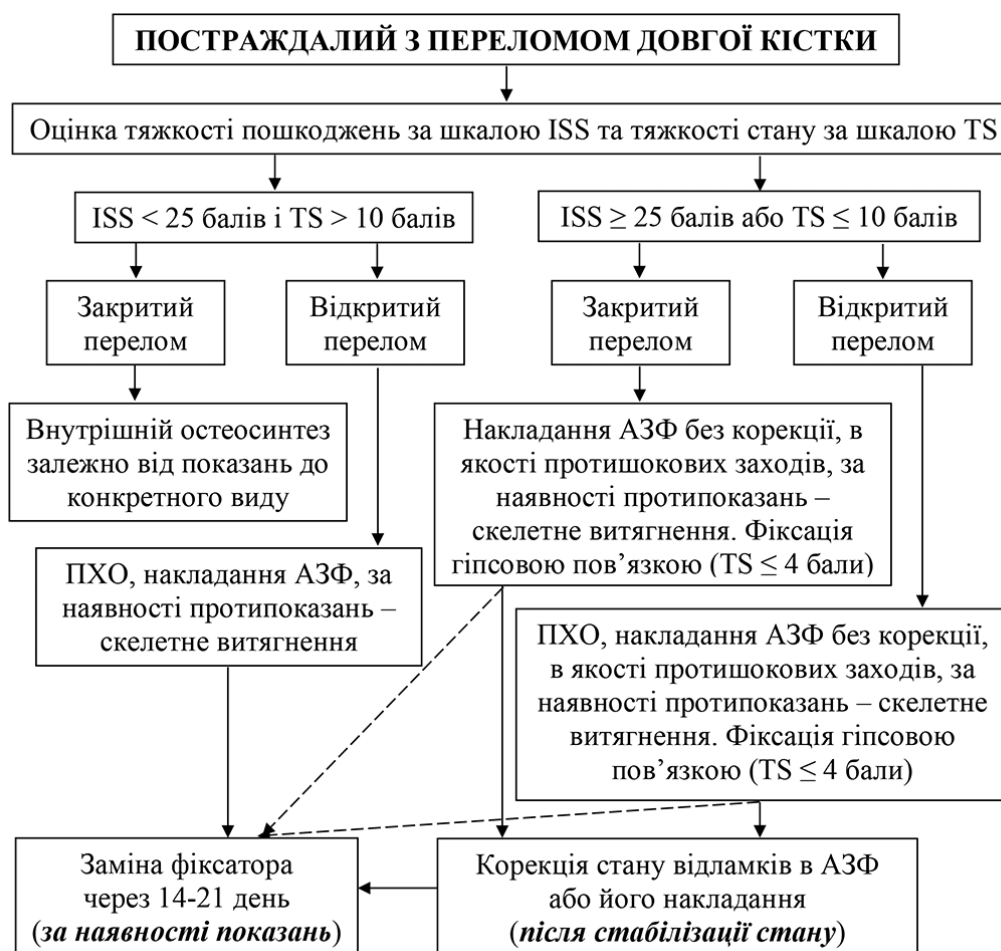 ПОСТРАЖДАЛИЙ З ПЕРЕЛОМОМ ДОВГОЇ КІСТКИ
Оцінка тяжкості пошкоджень за шкалою ISS та тяжкості стану за шкалою TS
ISS < 25 балів і TS > 10 балів
ISS ≥ 25 балів або TS ≤ 10 балів
Закритий
перелом
Відкритий
перелом
Закритий
перелом
Відкритий
перелом
Внутрішній остеосинтез
залежно від показань до
конкретного виду
Накладання АЗФ без корекції, в
якості протишокових заходів, за
наявності протипоказань –
скелетне витягнення. Фіксація
гіпсовою пов’язкою (TS ≤ 4 бали)
ПХО, накладання АЗФ, за
наявності протипоказань –
скелетне витягнення
ПХО, накладання АЗФ без корекції,
в якості протишокових заходів, за
наявності протипоказань – скелетне
витягнення. Фіксація гіпсовою
пов’язкою (TS ≤ 4 бали)
Заміна фіксатора
через 14-21 день
(за наявності показань)
Корекція стану відламків в АЗФ
або його накладання
(після стабілізації стану)